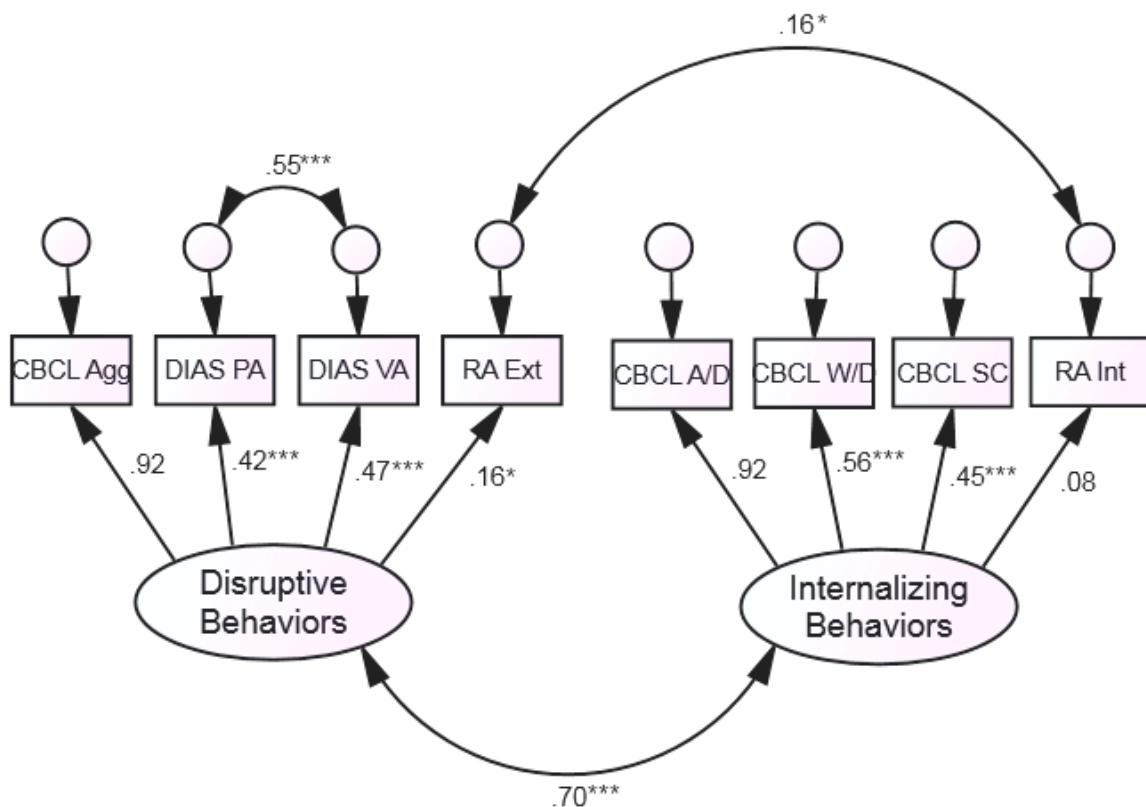 .16*
.55***
CBCL Agg
DIAS PA
DIAS VA
RA Ext
CBCL A/D
CBCL W/D
CBCL SC
RA Int
.92
.42***
.47***
.16*
.92
.56***
.45***
.08
Disruptive
Behaviors
Internalizing
Behaviors
.70***